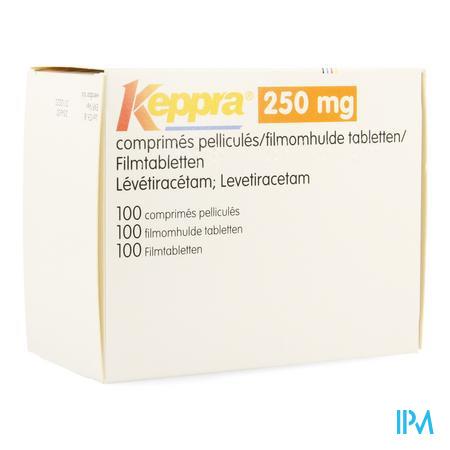 Keppra® 250 mg
comprimés pelliculés/filmomhulde tabletten/
Filmtabletten
Lévétiracétam; Levetiracetam
100 comprimés pelliculés
100 filmomhulde tabletten
100 Filmtabletten
IPM